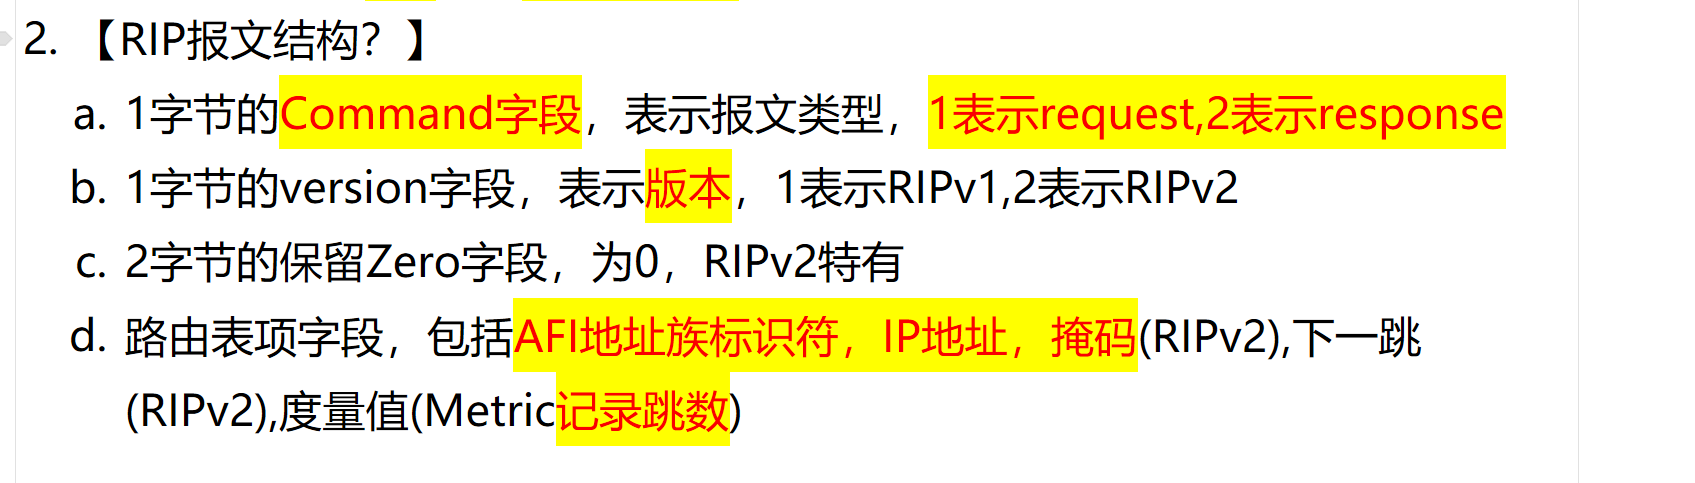 2. 【RIP报文结构？】
a. 1字节的Command字段，表示报文类型，1表示request,2表示response
b. 1字节的version字段，表示版本，1表示RIPv1,2表示RIPv2
c. 2字节的保留Zero字段，为0，RIPv2特有
d. 路由表项字段，包括AFI地址族标识符，IP地址，掩码(RIPv2),下一跳
(RIPv2),度量值(Metric记录跳数)